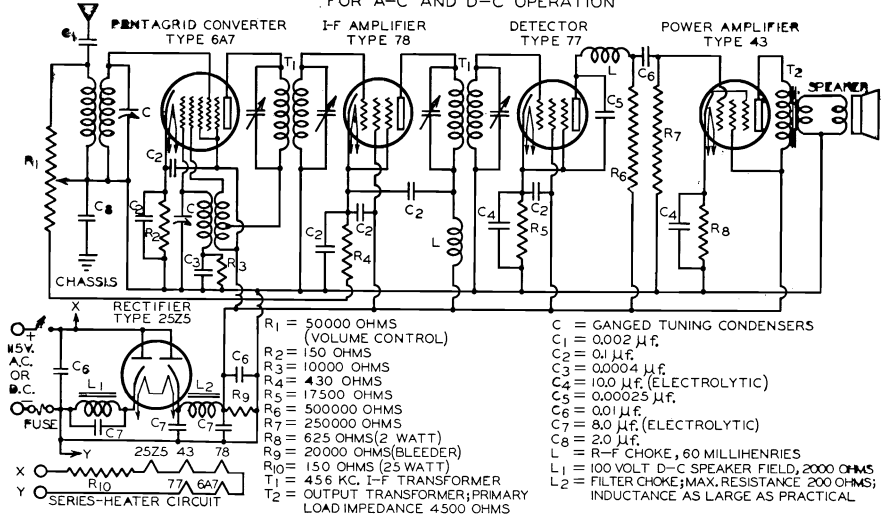 FOR A-C AND D-C OPERATION
PENTAGRID CONVERTER
TYPE 6A7
I-F AMPLIFIER
TYPE 78
DETECTOR
TYPE 77
POWER AMPLIFIER
TYPE 43
C1
T1
T1
L
C6
T2
SPEAKER
C
C5
R7
R6
R1
C2
C2
C8
C2
R2
C
C2
C2
R4
L
C4
C2
R5
C4
R8
C3
R3
CHASSIS
RECTIFIER
TYPE 25Z5
X
+
115V.
A.C.
OR
D.C.
–
FUSE
C6
L1
C7
L2
C7
C7
C6
R9
Y
25Z5 43 78
X
R10
77 6A7
Y
SERIES-HEATER CIRCUIT
R1 = 50000 OHMS
(VOLUME CONTROL)
R2 = 150 OHMS
R3 = 10000 OHMS
R4 = 430 OHMS
R5 = 17500 OHMS
R6 = 500000 OHMS
R7 = 250000 OHMS
R8 = 625 OHMS (2 WATT)
R9 = 20000 OHMS (BLEEDER)
R10 = 150 OHMS (25 WATT)
T1 = 456 KC. I-F TRANSFORMER
T2 = OUTPUT TRANSFORMER; PRIMARY
LOAD IMPEDANCE 4500 OHMS
C = GANGED TUNING CONDENSERS
C1 = 0.002 µf.
C2 = 0.1 µf.
C3 = 0.0004 µf.
C4 = 10.0 µf. (ELECTROLYTIC)
C5 = 0.00025 µf.
C6 = 0.01 µf.
C7 = 8.0 µf. (ELECTROLYTIC)
C8 = 2.0 µf.
L = R-F CHOKE, 60 MILLIHENRIES
L1 = 100 VOLT D-C SPEAKER FIELD, 2000 OHMS
L2 = FILTER CHOKE; MAX. RESISTANCE 200 OHMS;
INDUCTANCE AS LARGE AS PRACTICAL